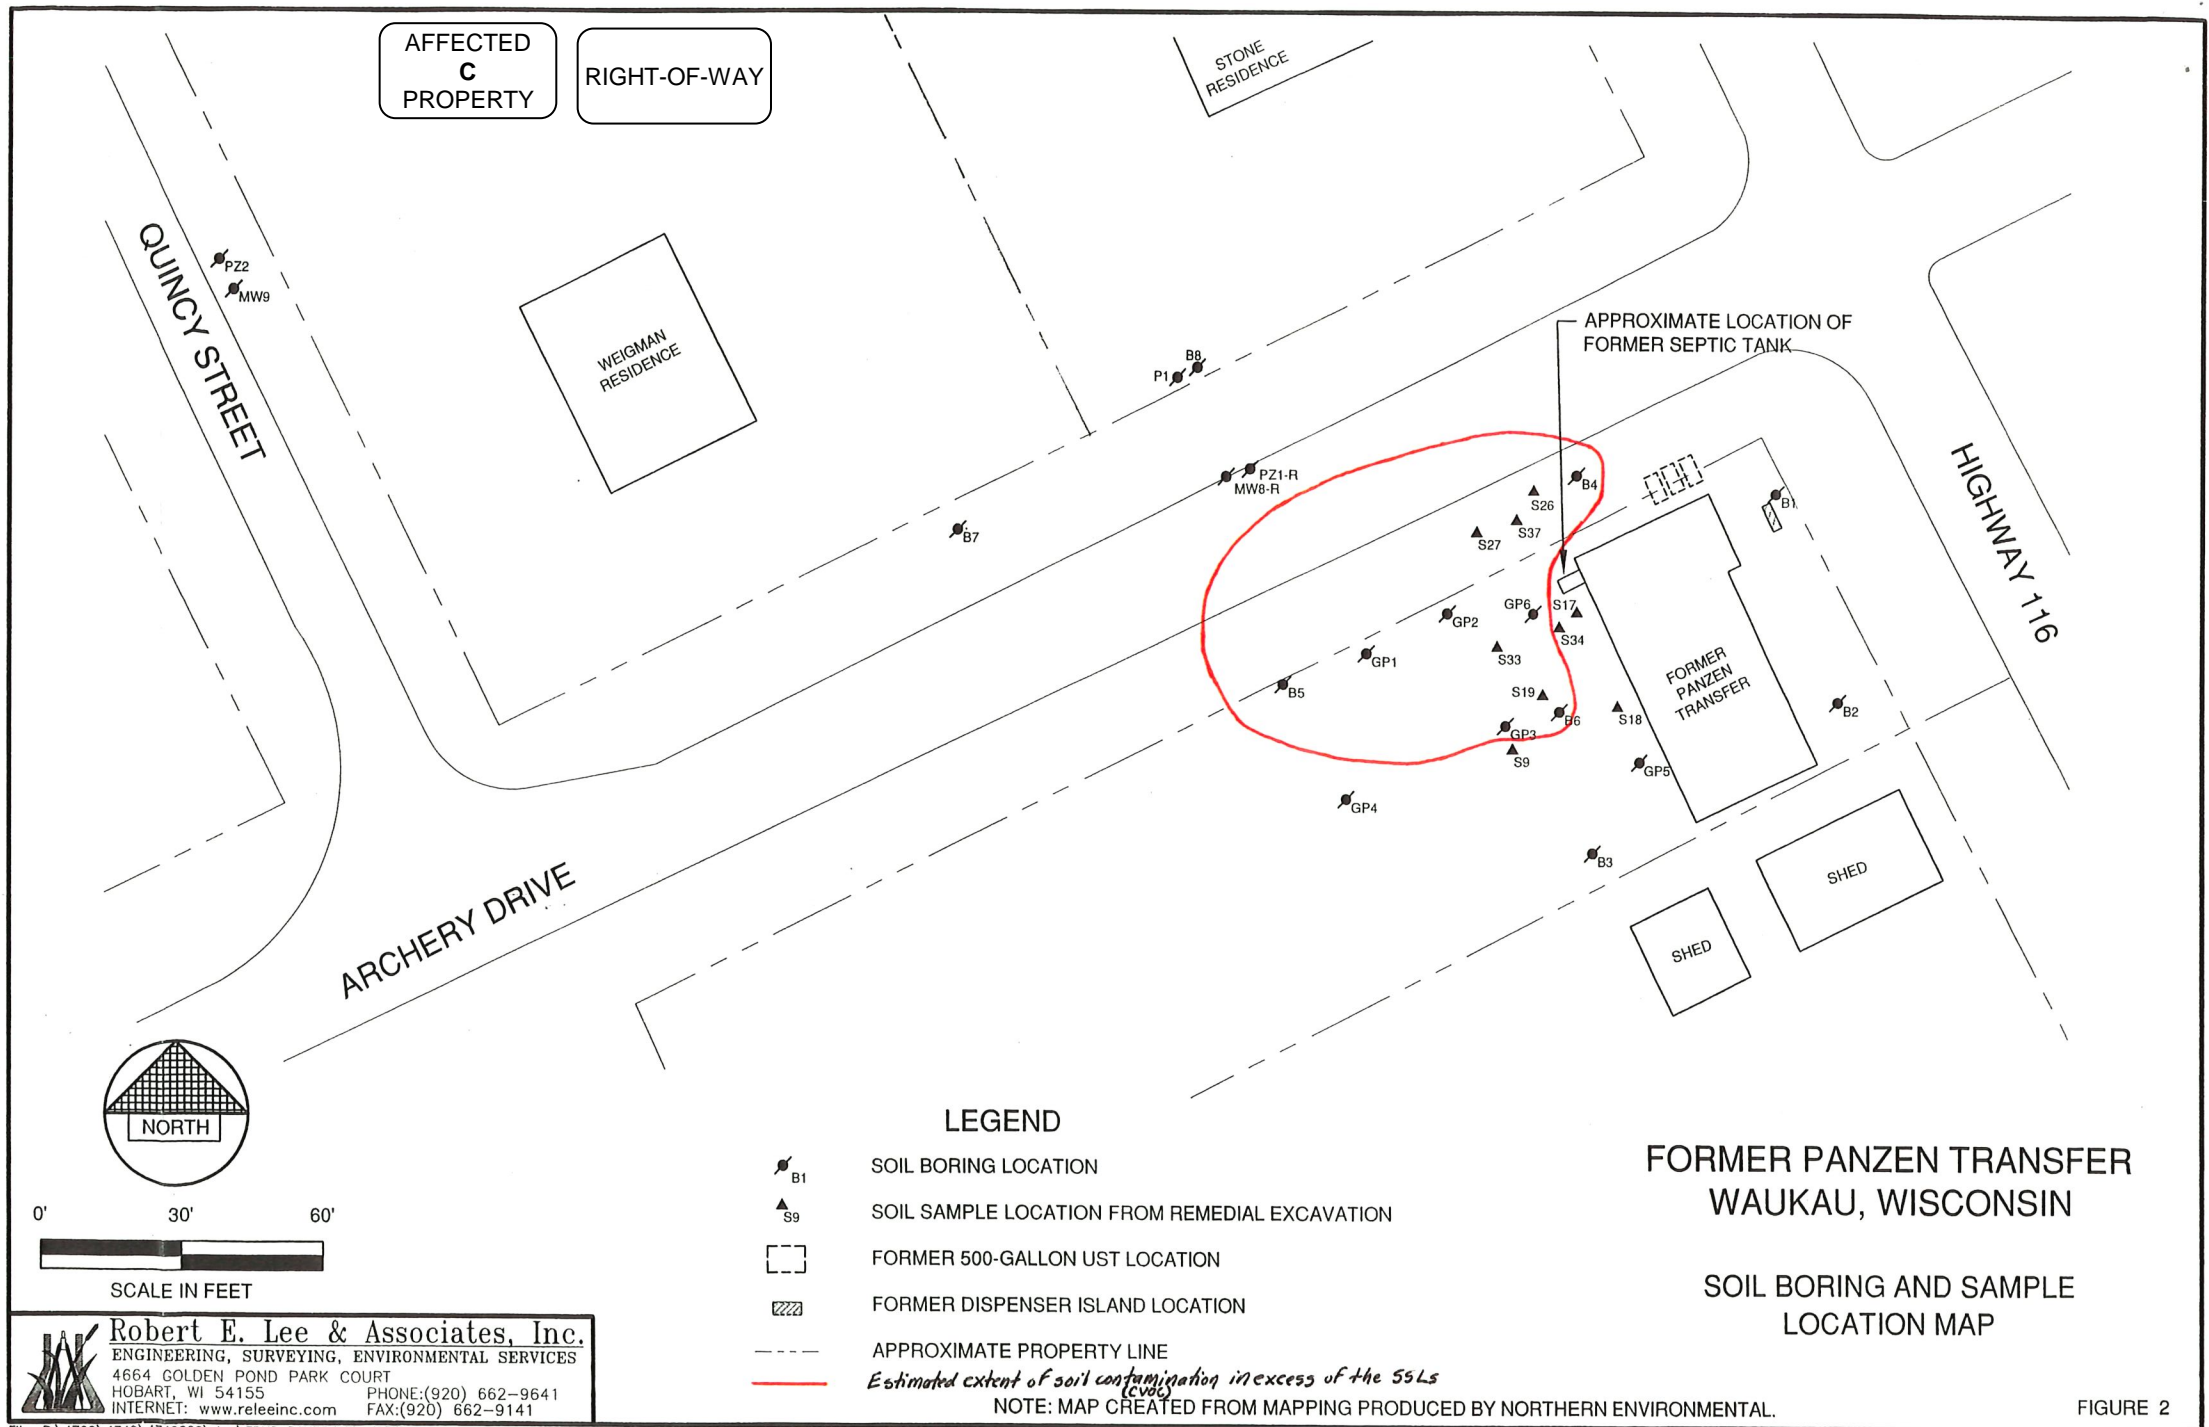 AFFECTED
C
PROPERTY
RIGHT-OF-WAY
STONE
RESIDENCE
QUINCY STREET
PZ2
MW9
WEIGMAN
RESIDENCE
APPROXIMATE LOCATION OF
FORMER SEPTIC TANK
B8
P1
PZ1-R
MW8-R
B7
B4
S26
S37
S27
B1
HIGHWAY 116
GP6
S17
GP2
S34
S33
GP1
B5
S19
B6
S18
GP3
S9
FORMER
PANZEN
TRANSFER
B2
GP5
GP4
B3
SHED
SHED
ARCHERY DRIVE
NORTH
0' 30' 60'
SCALE IN FEET
LEGEND
B1 SOIL BORING LOCATION
S9 SOIL SAMPLE LOCATION FROM REMEDIAL EXCAVATION
FORMER 500-GALLON UST LOCATION
FORMER DISPENSER ISLAND LOCATION
APPROXIMATE PROPERTY LINE
Estimated extent of soil contamination in excess of the SSLs
(CVOC)
NOTE: MAP CREATED FROM MAPPING PRODUCED BY NORTHERN ENVIRONMENTAL.
FORMER PANZEN TRANSFER
WAUKAU, WISCONSIN
SOIL BORING AND SAMPLE
LOCATION MAP
FIGURE 2
Robert E. Lee & Associates, Inc.
ENGINEERING, SURVEYING, ENVIRONMENTAL SERVICES
4664 GOLDEN POND PARK COURT
HOBART, WI 54155 PHONE:(920) 662-9641
INTERNET: www.releeinc.com FAX:(920) 662-9141